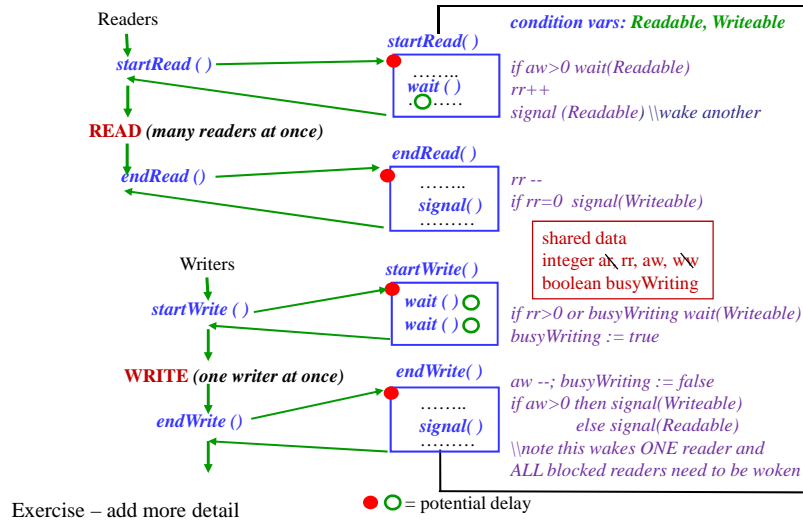 Readers
condition vars: Readable, Writeable
startRead()
startRead ( )
if aw>0 wait(Readable)
rr++
signal (Readable) \\wake another
........
wait ( )
. . . . .
READ (many readers at once)
endRead()
endRead ( )
rr --
if rr=0 signal(Writeable)
........
signal( )
.........
shared data
integer ar, rr, aw, ww
boolean busyWriting
Writers
startWrite()
startWrite ( )
wait ( )
wait ( )
if rr>0 or busyWriting wait(Writeable)
busyWriting := true
WRITE (one writer at once)
endWrite( )
endWrite ( )
aw --; busyWriting := false
if aw>0 then signal(Writeable)
else signal(Readable)
\\note this wakes ONE reader and
ALL blocked readers need to be woken
........
signal( )
.........
Exercise – add more detail
= potential delay